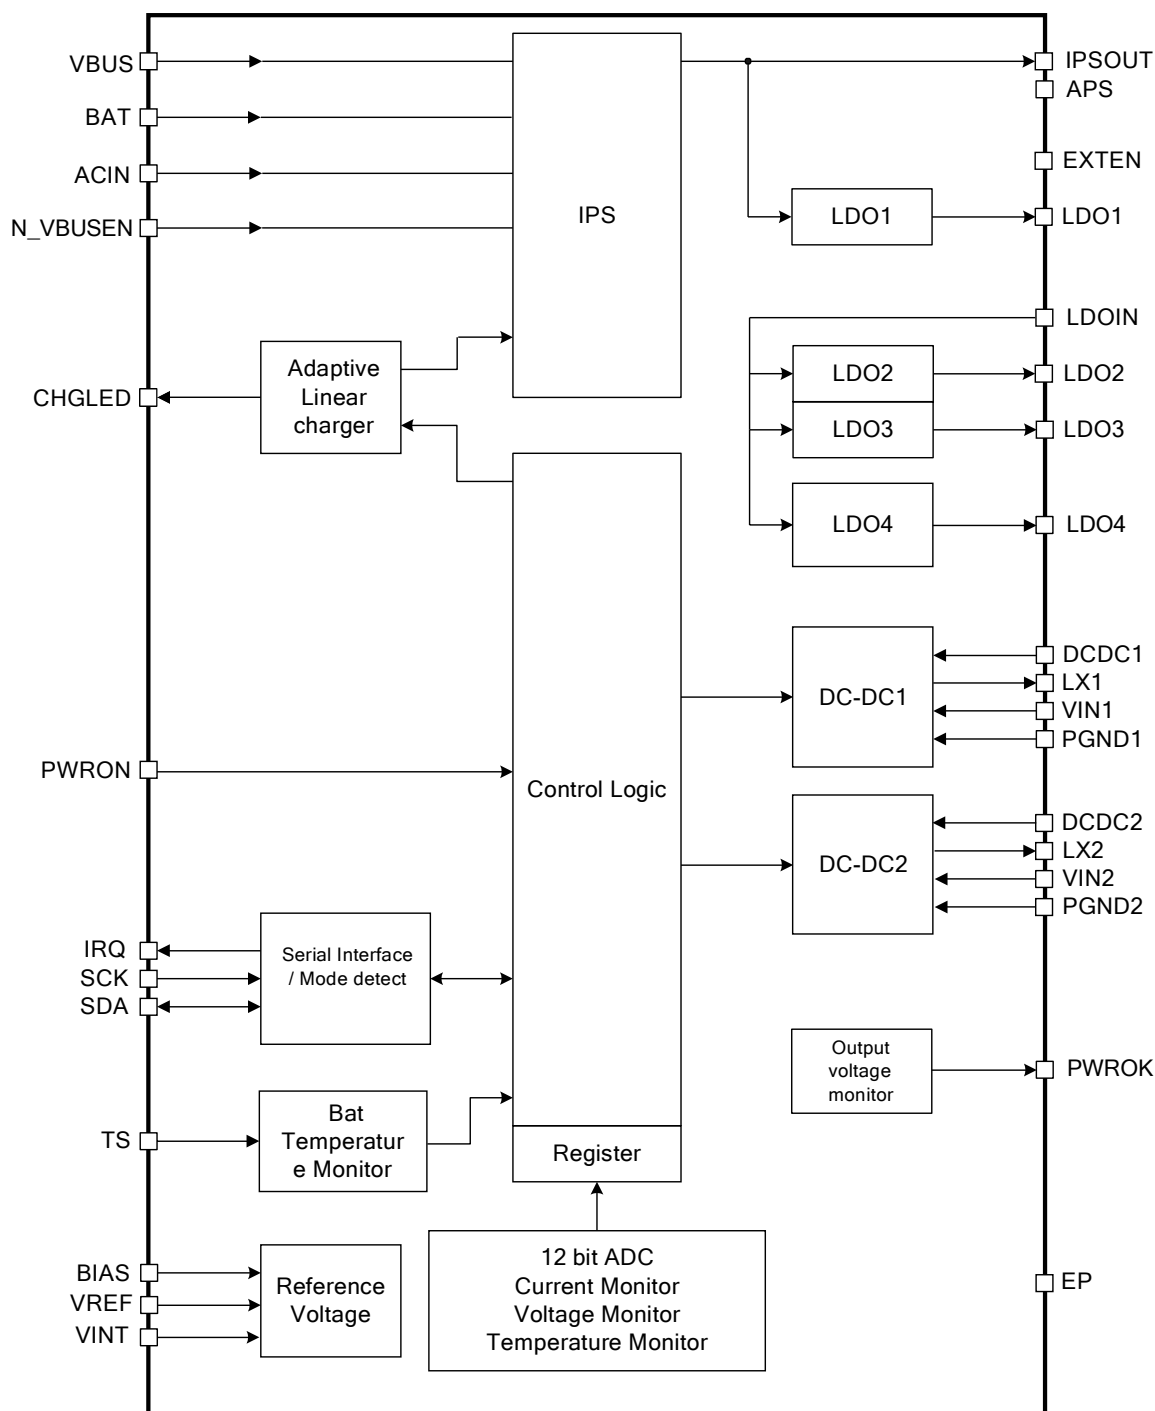 VBUS
BAT
ACIN
N_VBUSEN
CHGLED
PWRON
IRQ
SCK
SDA
TS
BIAS
VREF
VINT
IPS
Adaptive
Linear
charger
Control Logic
Serial Interface
/ Mode detect
Bat
Temperatur
e Monitor
Register
Reference
Voltage
12 bit ADC
Current Monitor
Voltage Monitor
Temperature Monitor
LDO1
LDO2
LDO3
LDO4
DC-DC1
DC-DC2
Output
voltage
monitor
IPSOUT
APS
EXTEN
LDO1
LDOIN
LDO2
LDO3
LDO4
DCDC1
LX1
VIN1
PGND1
DCDC2
LX2
VIN2
PGND2
PWROK
EP